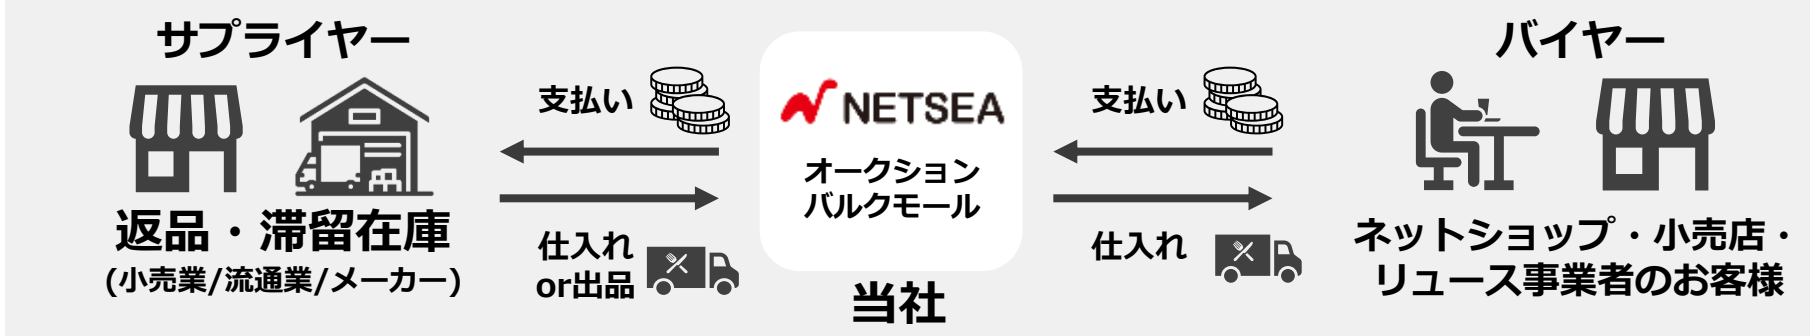 サプライヤー
返品・滞留在庫
(小売業/流通業/メーカー)
支払い
仕入れ
or出品
NETSEA
オークション
バルクモール
当社
支払い
仕入れ
バイヤー
ネットショップ・小売店・
リユース事業者のお客様